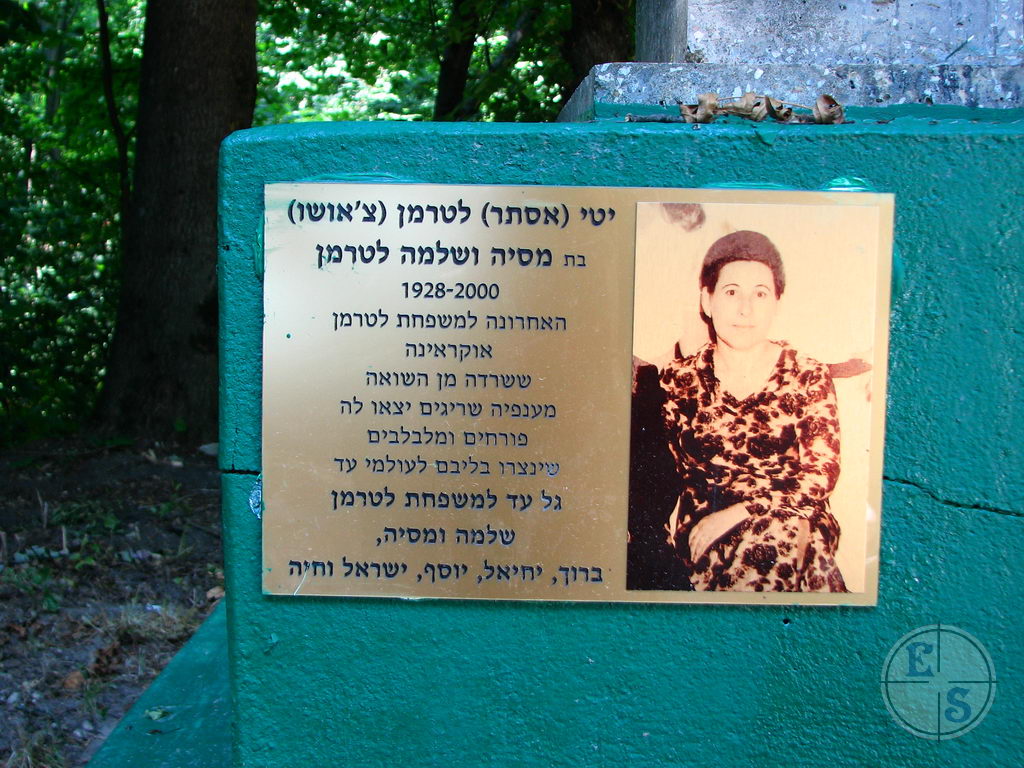 יטי (אסתר) לטרמן (צ'אושו)
בת מסיה ושלמה לטרמן
1928-2000
האחרונה למשפחת לטרמן
אוקראינה
ששרדה מן השואה
מענפיה שריגים יצאו לה
פורחים ומלבלבים
שינצרו בליבם לעולמי עד
גל עד למשפחת לטרמן
שלמה ומסיה,
ברוך, יחיאל, יוסף, ישראל וחיה
E S